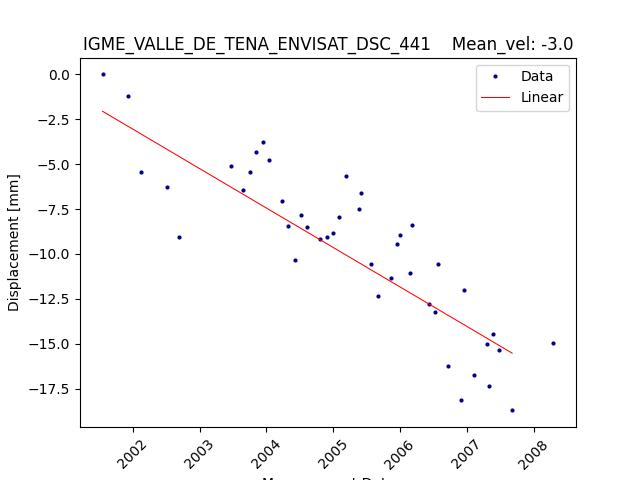 IGME_VALLE_DE_TENA_ENVISAT_DSC_441    Mean_vel: -3.0
Data
Linear
Displacement [mm]
0.0
−2.5
−5.0
−7.5
−10.0
−12.5
−15.0
−17.5
2002 2003 2004 2005 2006 2007 2008